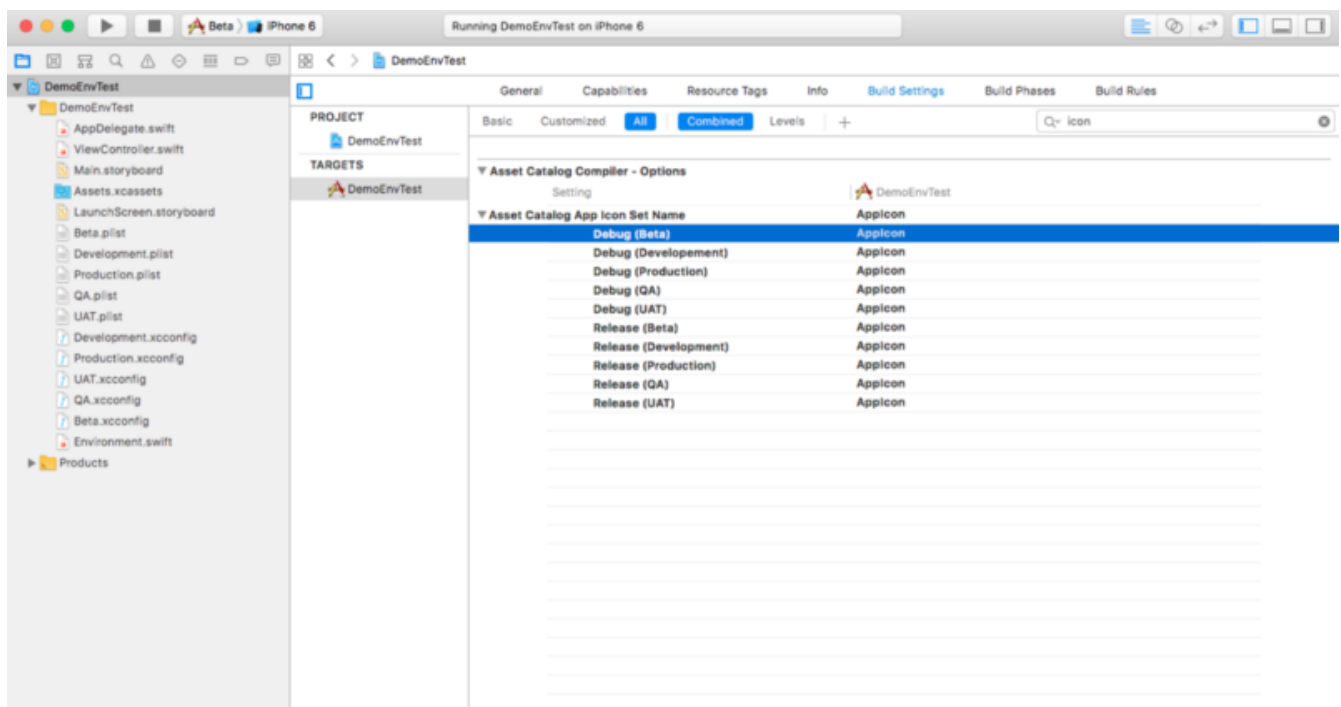 Beta iPhone 6 Running DemoEnvTest on iPhone 6
DemoEnvTest
DemoEnvTest
DemoEnvTest
AppDelegate.swift
ViewController.swift
Main.storyboard
Assets.xcassets
LaunchScreen.storyboard
Beta.plist
Development.plist
Production.plist
QA.plist
UAT.plist
Development.xcconfig
Production.xcconfig
UAT.xcconfig
QA.xcconfig
Beta.xcconfig
Environment.swift
Products
PROJECT
DemoEnvTest
TARGETS
DemoEnvTest
General Capabilities Resource Tags Info Build Settings Build Phases Build Rules
Basic Customized All Combined Levels + icon
Asset Catalog Compiler - Options
Setting DemoEnvTest
Asset Catalog App Icon Set Name AppIcon
Debug (Beta) AppIcon
Debug (Developement) AppIcon
Debug (Production) AppIcon
Debug (QA) AppIcon
Debug (UAT) AppIcon
Release (Beta) AppIcon
Release (Development) AppIcon
Release (Production) AppIcon
Release (QA) AppIcon
Release (UAT) AppIcon